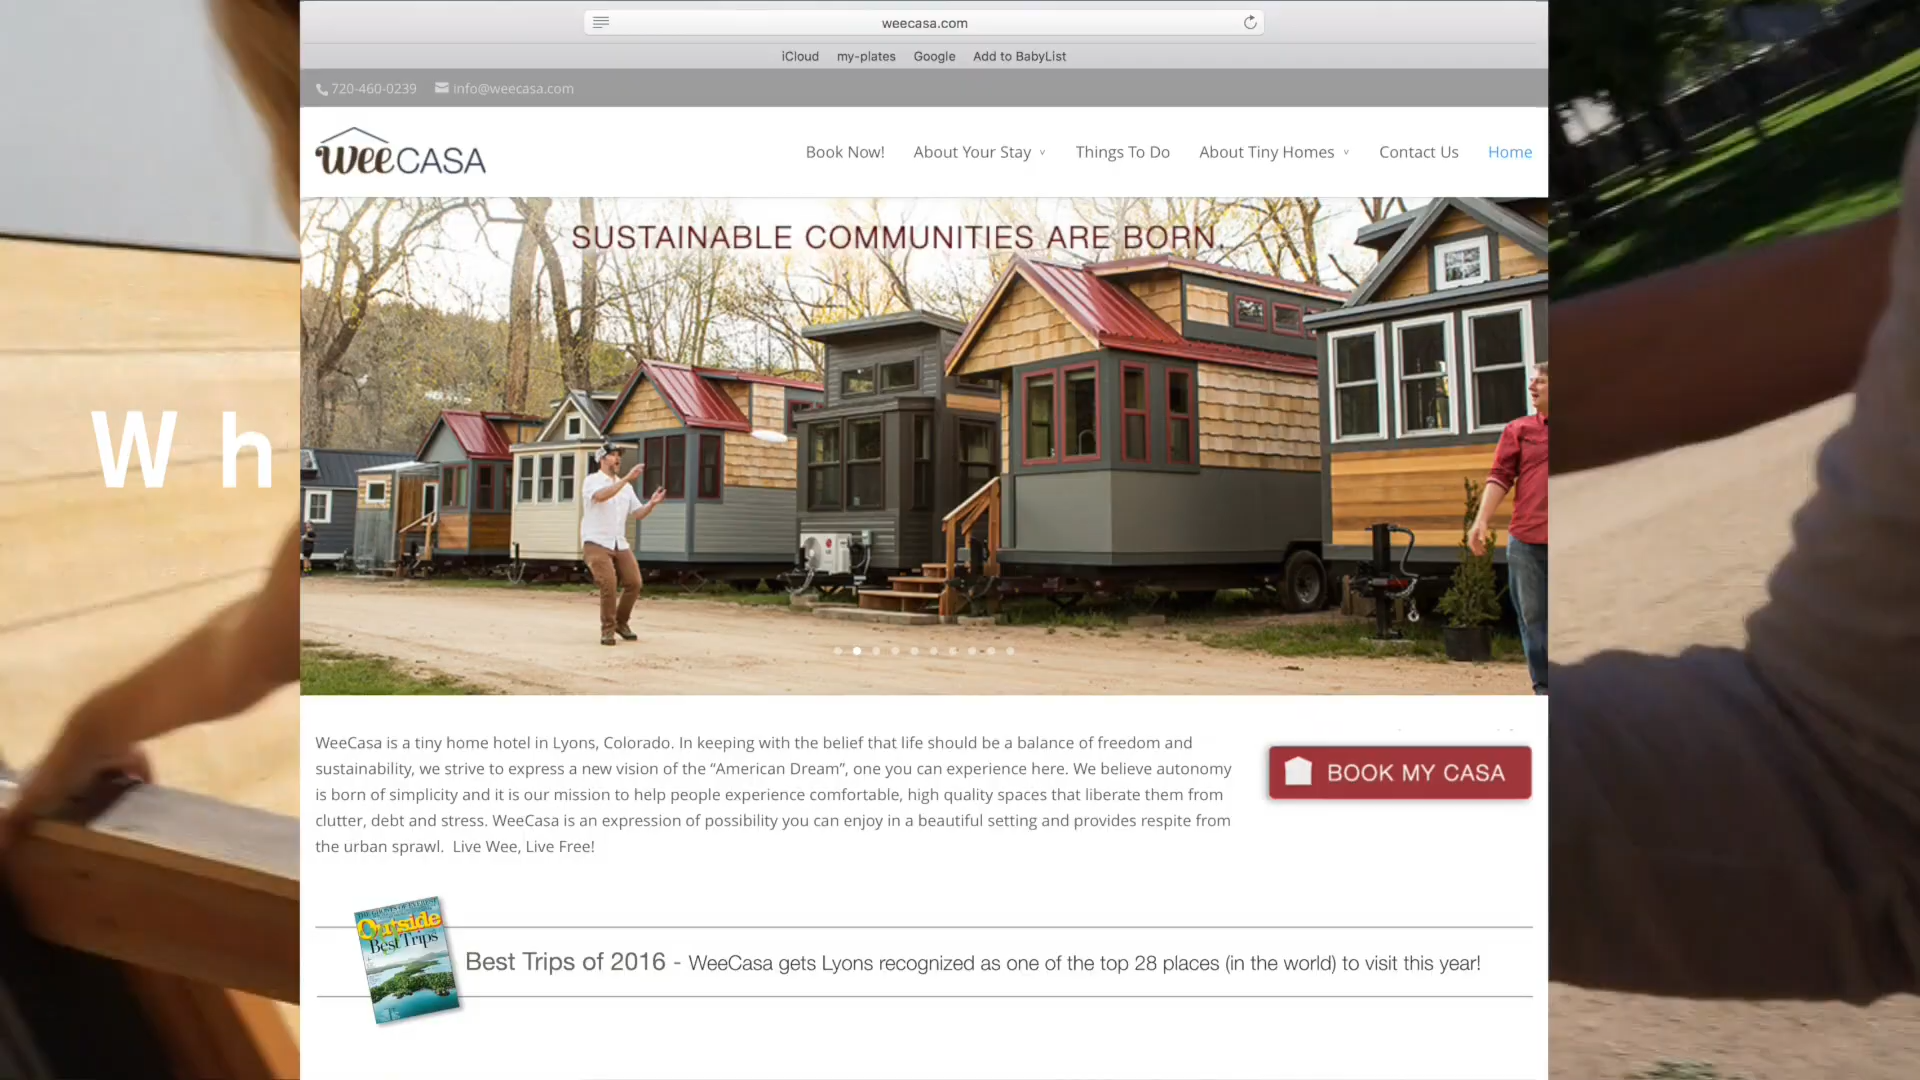 weecasa.com
iCloud my-plates Google Add to BabyList
720-460-0239 info@weecasa.com
WeeCASA
Book Now! About Your Stay Things To Do About Tiny Homes Contact Us Home
SUSTAINABLE COMMUNITIES ARE BORN.
W h
WeeCasa is a tiny home hotel in Lyons, Colorado. In keeping with the belief that life should be a balance of freedom and
sustainability, we strive to express a new vision of the “American Dream”, one you can experience here. We believe autonomy
is born of simplicity and it is our mission to help people experience comfortable, high quality spaces that liberate them from
clutter, debt and stress. WeeCasa is an expression of possibility you can enjoy in a beautiful setting and provides respite from
the urban sprawl. Live Wee, Live Free!
BOOK MY CASA
Outside
Best Trips
Best Trips of 2016 - WeeCasa gets Lyons recognized as one of the top 28 places (in the world) to visit this year!